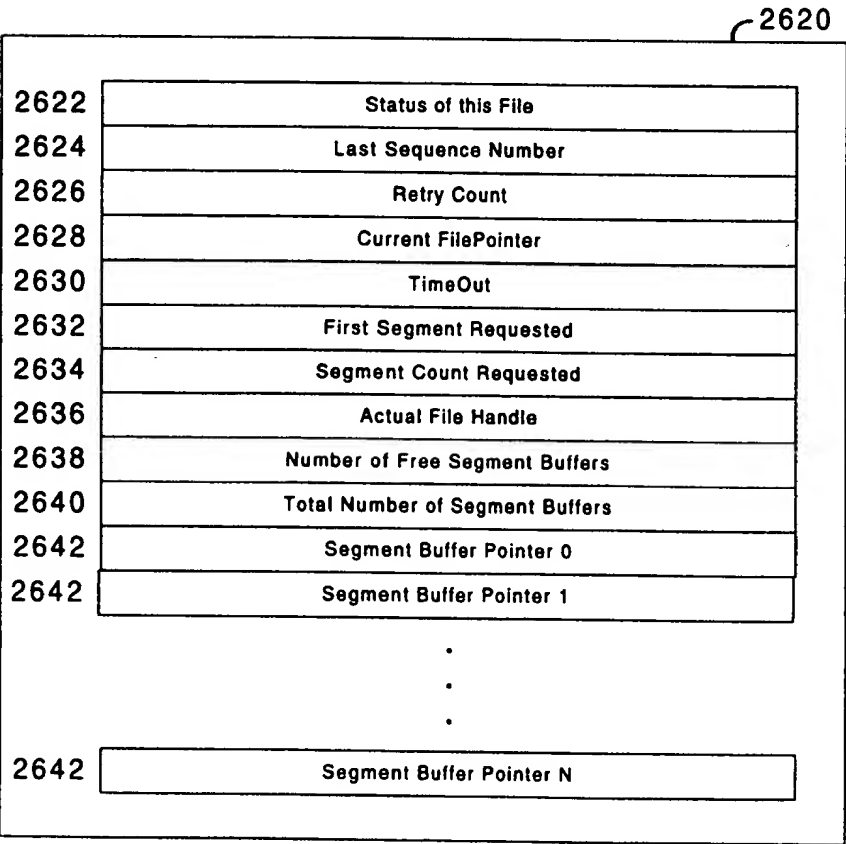 2620
2622 Status of this File
2624 Last Sequence Number
2626 Retry Count
2628 Current FilePointer
2630 TimeOut
2632 First Segment Requested
2634 Segment Count Requested
2636 Actual File Handle
2638 Number of Free Segment Buffers
2640 Total Number of Segment Buffers
2642 Segment Buffer Pointer 0
2642 Segment Buffer Pointer 1
.
.
.
2642 Segment Buffer Pointer N